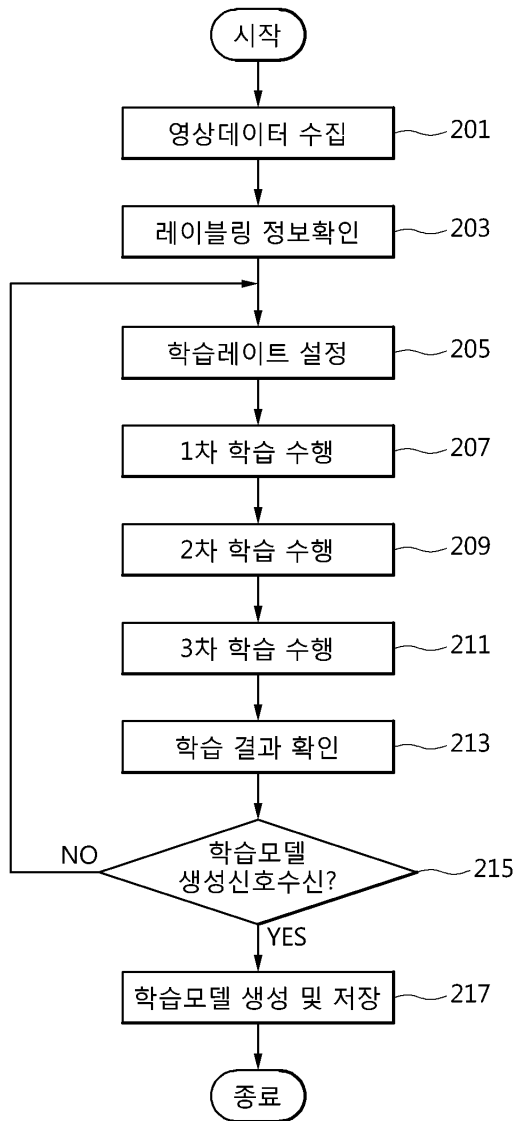 시작
영상데이터 수집
201
레이블링 정보확인
203
학습레이트 설정
205
1차 학습 수행
207
2차 학습 수행
209
3차 학습 수행
211
학습 결과 확인
213
학습모델
생성신호수신?
215
NO
YES
학습모델 생성 및 저장
217
종료